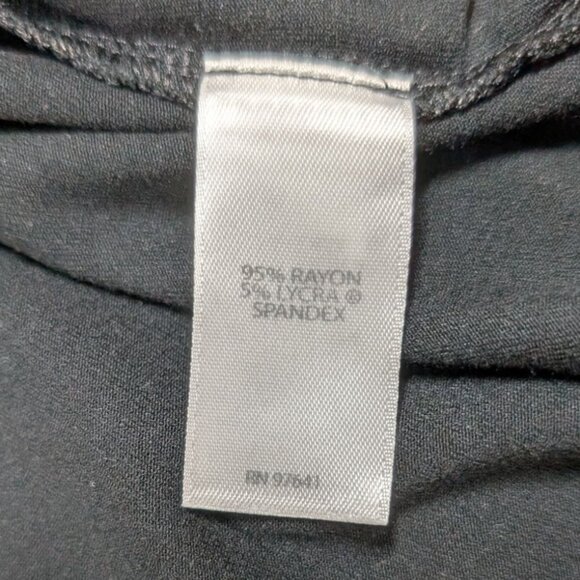 95% RAYON
5% LYCRA ®
SPANDEX
RN 97641